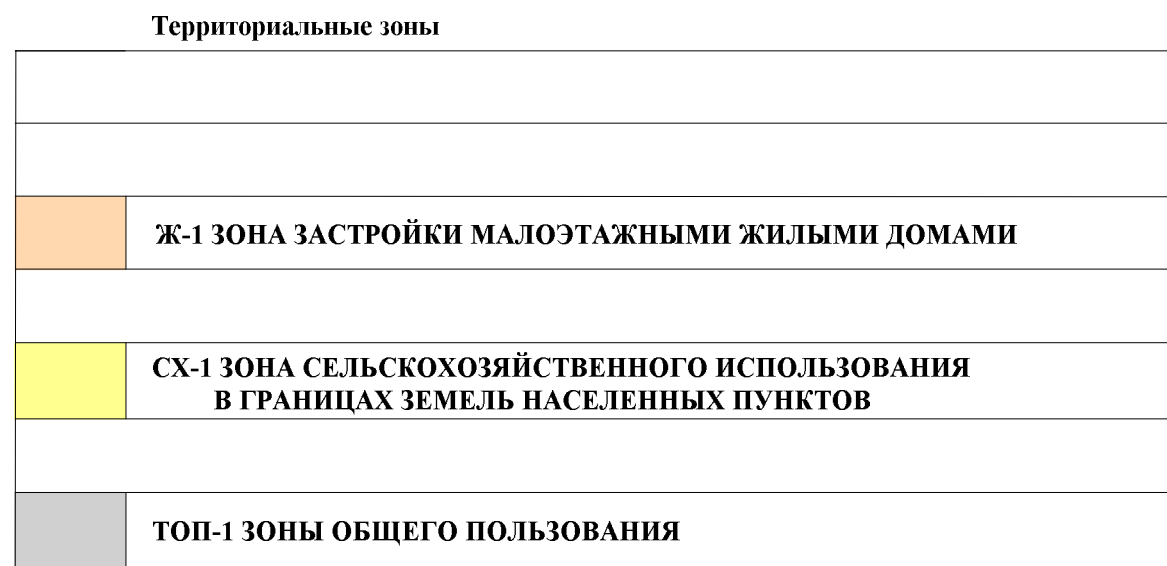 Территориальные зоны
Ж-1 ЗОНА ЗАСТРОЙКИ МАЛОЭТАЖНЫМИ ЖИЛЫМИ ДОМАМИ
СХ-1 ЗОНА СЕЛЬСКОХОЗЯЙСТВЕННОГО ИСПОЛЬЗОВАНИЯ
В ГРАНИЦАХ ЗЕМЕЛЬ НАСЕЛЕННЫХ ПУНКТОВ
ТОП-1 ЗОНЫ ОБЩЕГО ПОЛЬЗОВАНИЯ